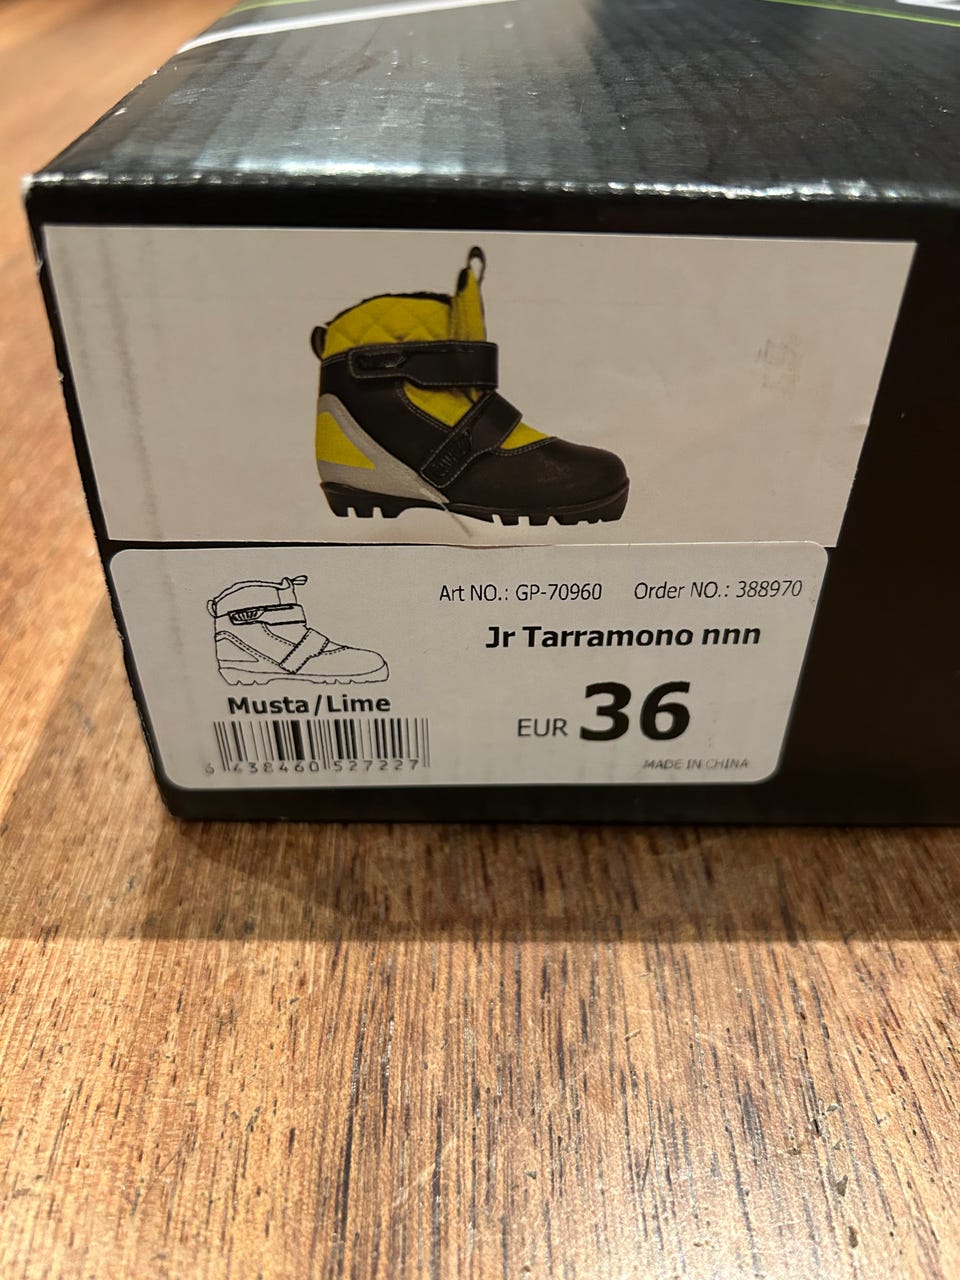 Art NO.: GP-70960 Order NO.: 388970
Jr Tarramono nnn
Musta/Lime
EUR 36
6 438460 527227
MADE IN CHINA